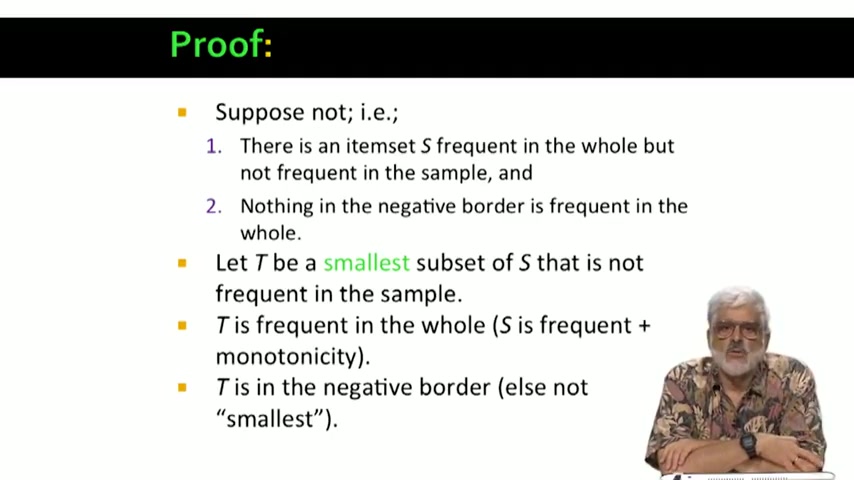 Proof:
▪ Suppose not; i.e.;
1. There is an itemset S frequent in the whole but
not frequent in the sample, and
2. Nothing in the negative border is frequent in the
whole.
▪ Let T be a smallest subset of S that is not
frequent in the sample.
▪ T is frequent in the whole (S is frequent +
monotonicity).
▪ T is in the negative border (else not
“smallest”).